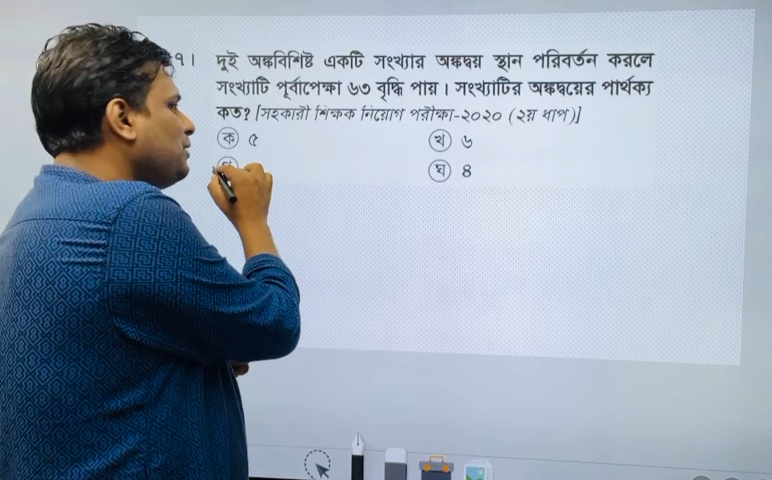 ৭। দুই অঙ্কবিশিষ্ট একটি সংখ্যার অঙ্কদ্বয় স্থান পরিবর্তন করলে
সংখ্যাটি পূর্বাপেক্ষা ৬৩ বৃদ্ধি পায়। সংখ্যাটির অঙ্কদ্বয়ের পার্থক্য
কত? [সহকারী শিক্ষক নিয়োগ পরীক্ষা-২০২০ (২য় ধাপ)]
ক ৫ খ ৬
ঘ ৪